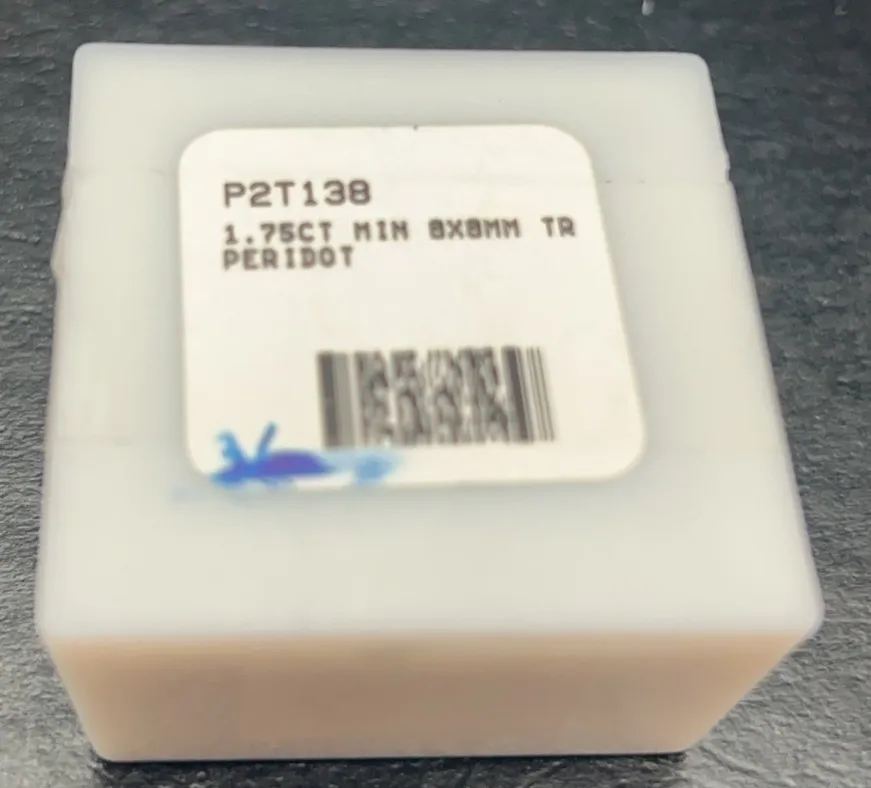 P2T138
1.75CT MIN 8X8MM TR
PERIDOT